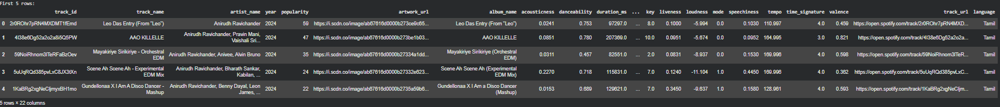 First 5 rows:
track_id track_name artist_name year popularity artwork_url album_name acousticness danceability duration_ms ... key liveness loudness mode speechiness tempo time_signature valence track_url language
0 2r0ROhr7pRN4MXDMT1fEmd Leo Das Entry (From "Leo") Anirudh Ravichander 2024 59 https://i.scdn.co/image/ab67616d0000b273ce9c65... Leo Das Entry (From "Leo") 0.0241 0.753 97297.0 ... 8.0 0.1000 -5.994 0.0 0.1030 110.997 4.0 0.459 https://open.spotify.com/track/2r0ROhr7pRN4MXD... Tamil
1 4I38e6Dg52a2o2a8i5Q5PW AAO KILLELLE Anirudh Ravichander, Pravin Mani, Vaishali Sri... 2024 47 https://i.scdn.co/image/ab67616d0000b273be1b03... AAO KILLELLE 0.0851 0.780 207369.0 ... 10.0 0.0951 -5.674 0.0 0.0952 164.995 3.0 0.821 https://open.spotify.com/track/4I38e6Dg52a2o2a... Tamil
2 59NoiRhnom3lTeRFaBzOev Mayakiriye Sirikiriye - Orchestral EDM Anirudh Ravichander, Anivee, Alvin Bruno 2024 35 https://i.scdn.co/image/ab67616d0000b27334a1dd... Mayakiriye Sirikiriye (Orchestral EDM) 0.0311 0.457 82551.0 ... 2.0 0.0831 -8.937 0.0 0.1530 169.996 4.0 0.598 https://open.spotify.com/track/59NoiRhnom3lTeR... Tamil
3 5uUqRQd385pvLxC8JX3tXn Scene Ah Scene Ah - Experimental EDM Mix Anirudh Ravichander, Bharath Sankar, Kabilan, ... 2024 24 https://i.scdn.co/image/ab67616d0000b27332e623... Scene Ah Scene Ah (Experimental EDM Mix) 0.2270 0.718 115831.0 ... 7.0 0.1240 -11.104 1.0 0.4450 169.996 4.0 0.362 https://open.spotify.com/track/5uUqRQd385pvLxC... Tamil
4 1KaBRg2xgNeCljmyxBH1mo Gundellonaa X I Am A Disco Dancer - Mashup Anirudh Ravichander, Benny Dayal, Leon James, ... 2024 22 https://i.scdn.co/image/ab67616d0000b2735a59b6... Gundellonaa X I Am a Disco Dancer (Mashup) 0.0153 0.689 129621.0 ... 7.0 0.3450 -9.637 1.0 0.1580 128.961 4.0 0.593 https://open.spotify.com/track/1KaBRg2xgNeCljm... Tamil
5 rows × 22 columns